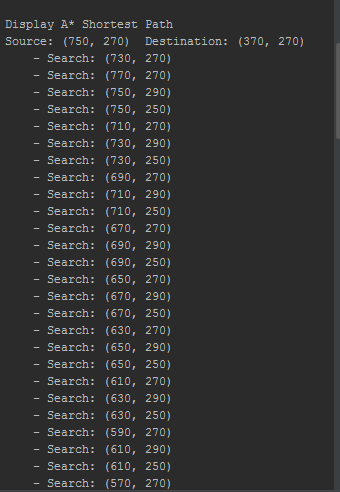 Display A* Shortest Path
Source: (750, 270)  Destination: (370, 270)
    - Search: (730, 270)
    - Search: (770, 270)
    - Search: (750, 290)
    - Search: (750, 250)
    - Search: (710, 270)
    - Search: (730, 290)
    - Search: (730, 250)
    - Search: (690, 270)
    - Search: (710, 290)
    - Search: (710, 250)
    - Search: (670, 270)
    - Search: (690, 290)
    - Search: (690, 250)
    - Search: (650, 270)
    - Search: (670, 290)
    - Search: (670, 250)
    - Search: (630, 270)
    - Search: (650, 290)
    - Search: (650, 250)
    - Search: (610, 270)
    - Search: (630, 290)
    - Search: (630, 250)
    - Search: (590, 270)
    - Search: (610, 290)
    - Search: (610, 250)
    - Search: (570, 270)